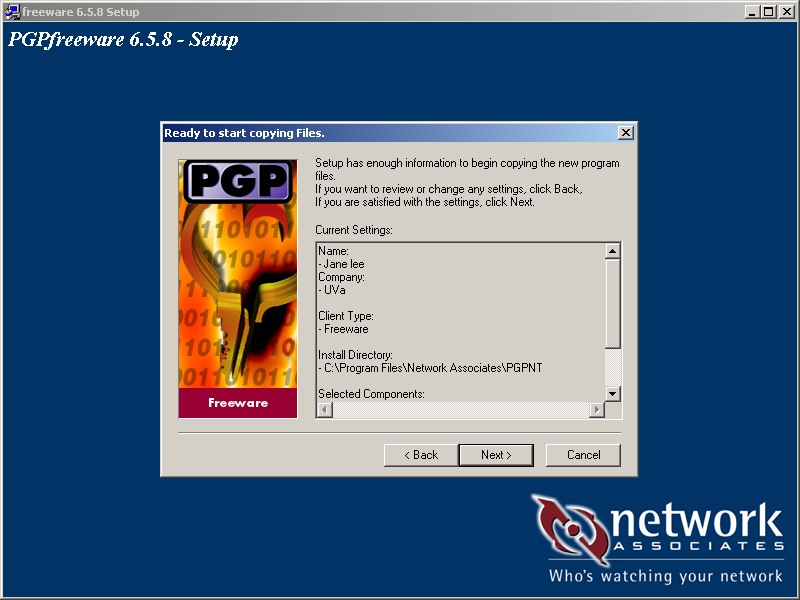 freeware 6.5.8 Setup
PGPfreeware 6.5.8 - Setup
Ready to start copying Files.
PGP
Freeware
Setup has enough information to begin copying the new program
files.
If you want to review or change any settings, click Back,
If you are satisfied with the settings, click Next.
Current Settings:
Name:
- Jane lee
Company:
- UVa
Client Type:
- Freeware
Install Directory:
- C:\Program Files\Network Associates\PGPNT
Selected Components:
< Back
Next >
Cancel
network
ASSOCIATES
Who's watching your network